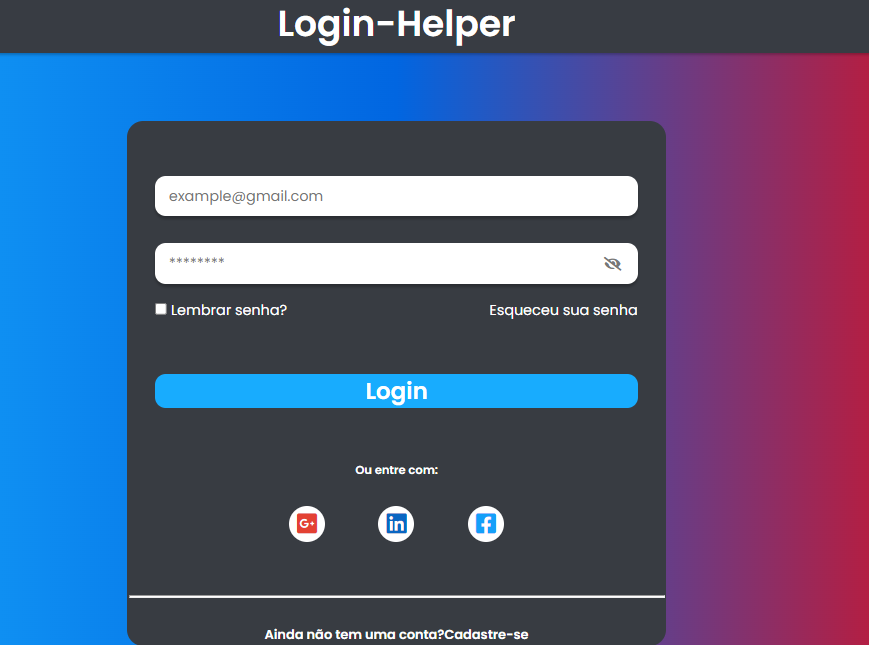 Login-Helper
example@gmail.com
********
Lembrar senha? Esqueceu sua senha
Login
Ou entre com:
G+ in f
Ainda não tem uma conta?Cadastre-se